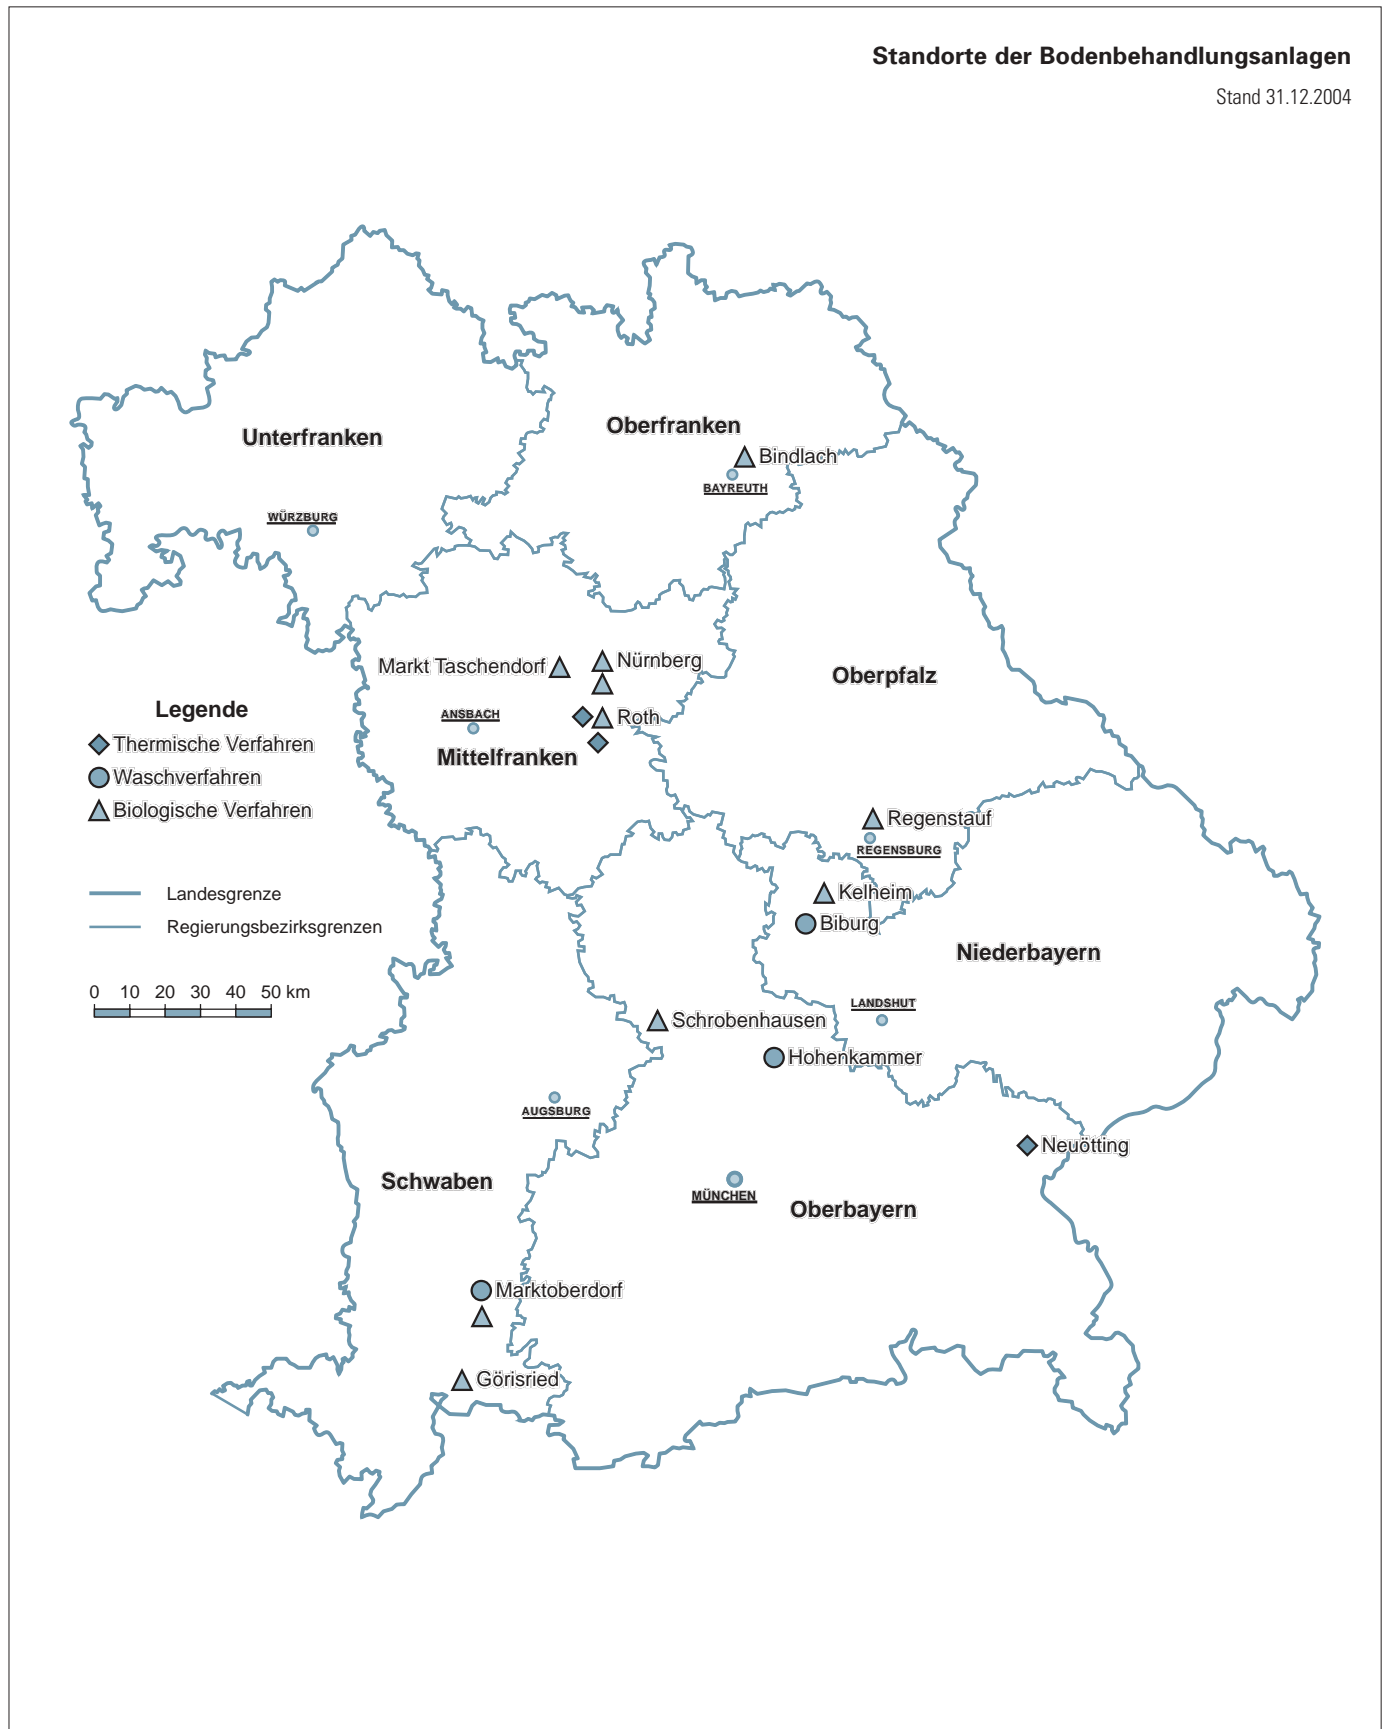 Standorte der Bodenbehandlungsanlagen
Stand 31.12.2004
Unterfranken
Oberfranken
Bindlach
BAYREUTH
WÜRZBURG
Markt Taschendorf
Nürnberg
Oberpfalz
ANSBACH
Roth
Mittelfranken
Legende
Thermische Verfahren
Waschverfahren
Biologische Verfahren
Landesgrenze
Regierungsbezirksgrenzen
0 10 20 30 40 50 km
Regenstauf
REGENSBURG
Kelheim
Biburg
Niederbayern
LANDSHUT
Schrobenhausen
Hohenkammer
AUGSBURG
Neuötting
Schwaben
MÜNCHEN
Oberbayern
Marktoberdorf
Görisried